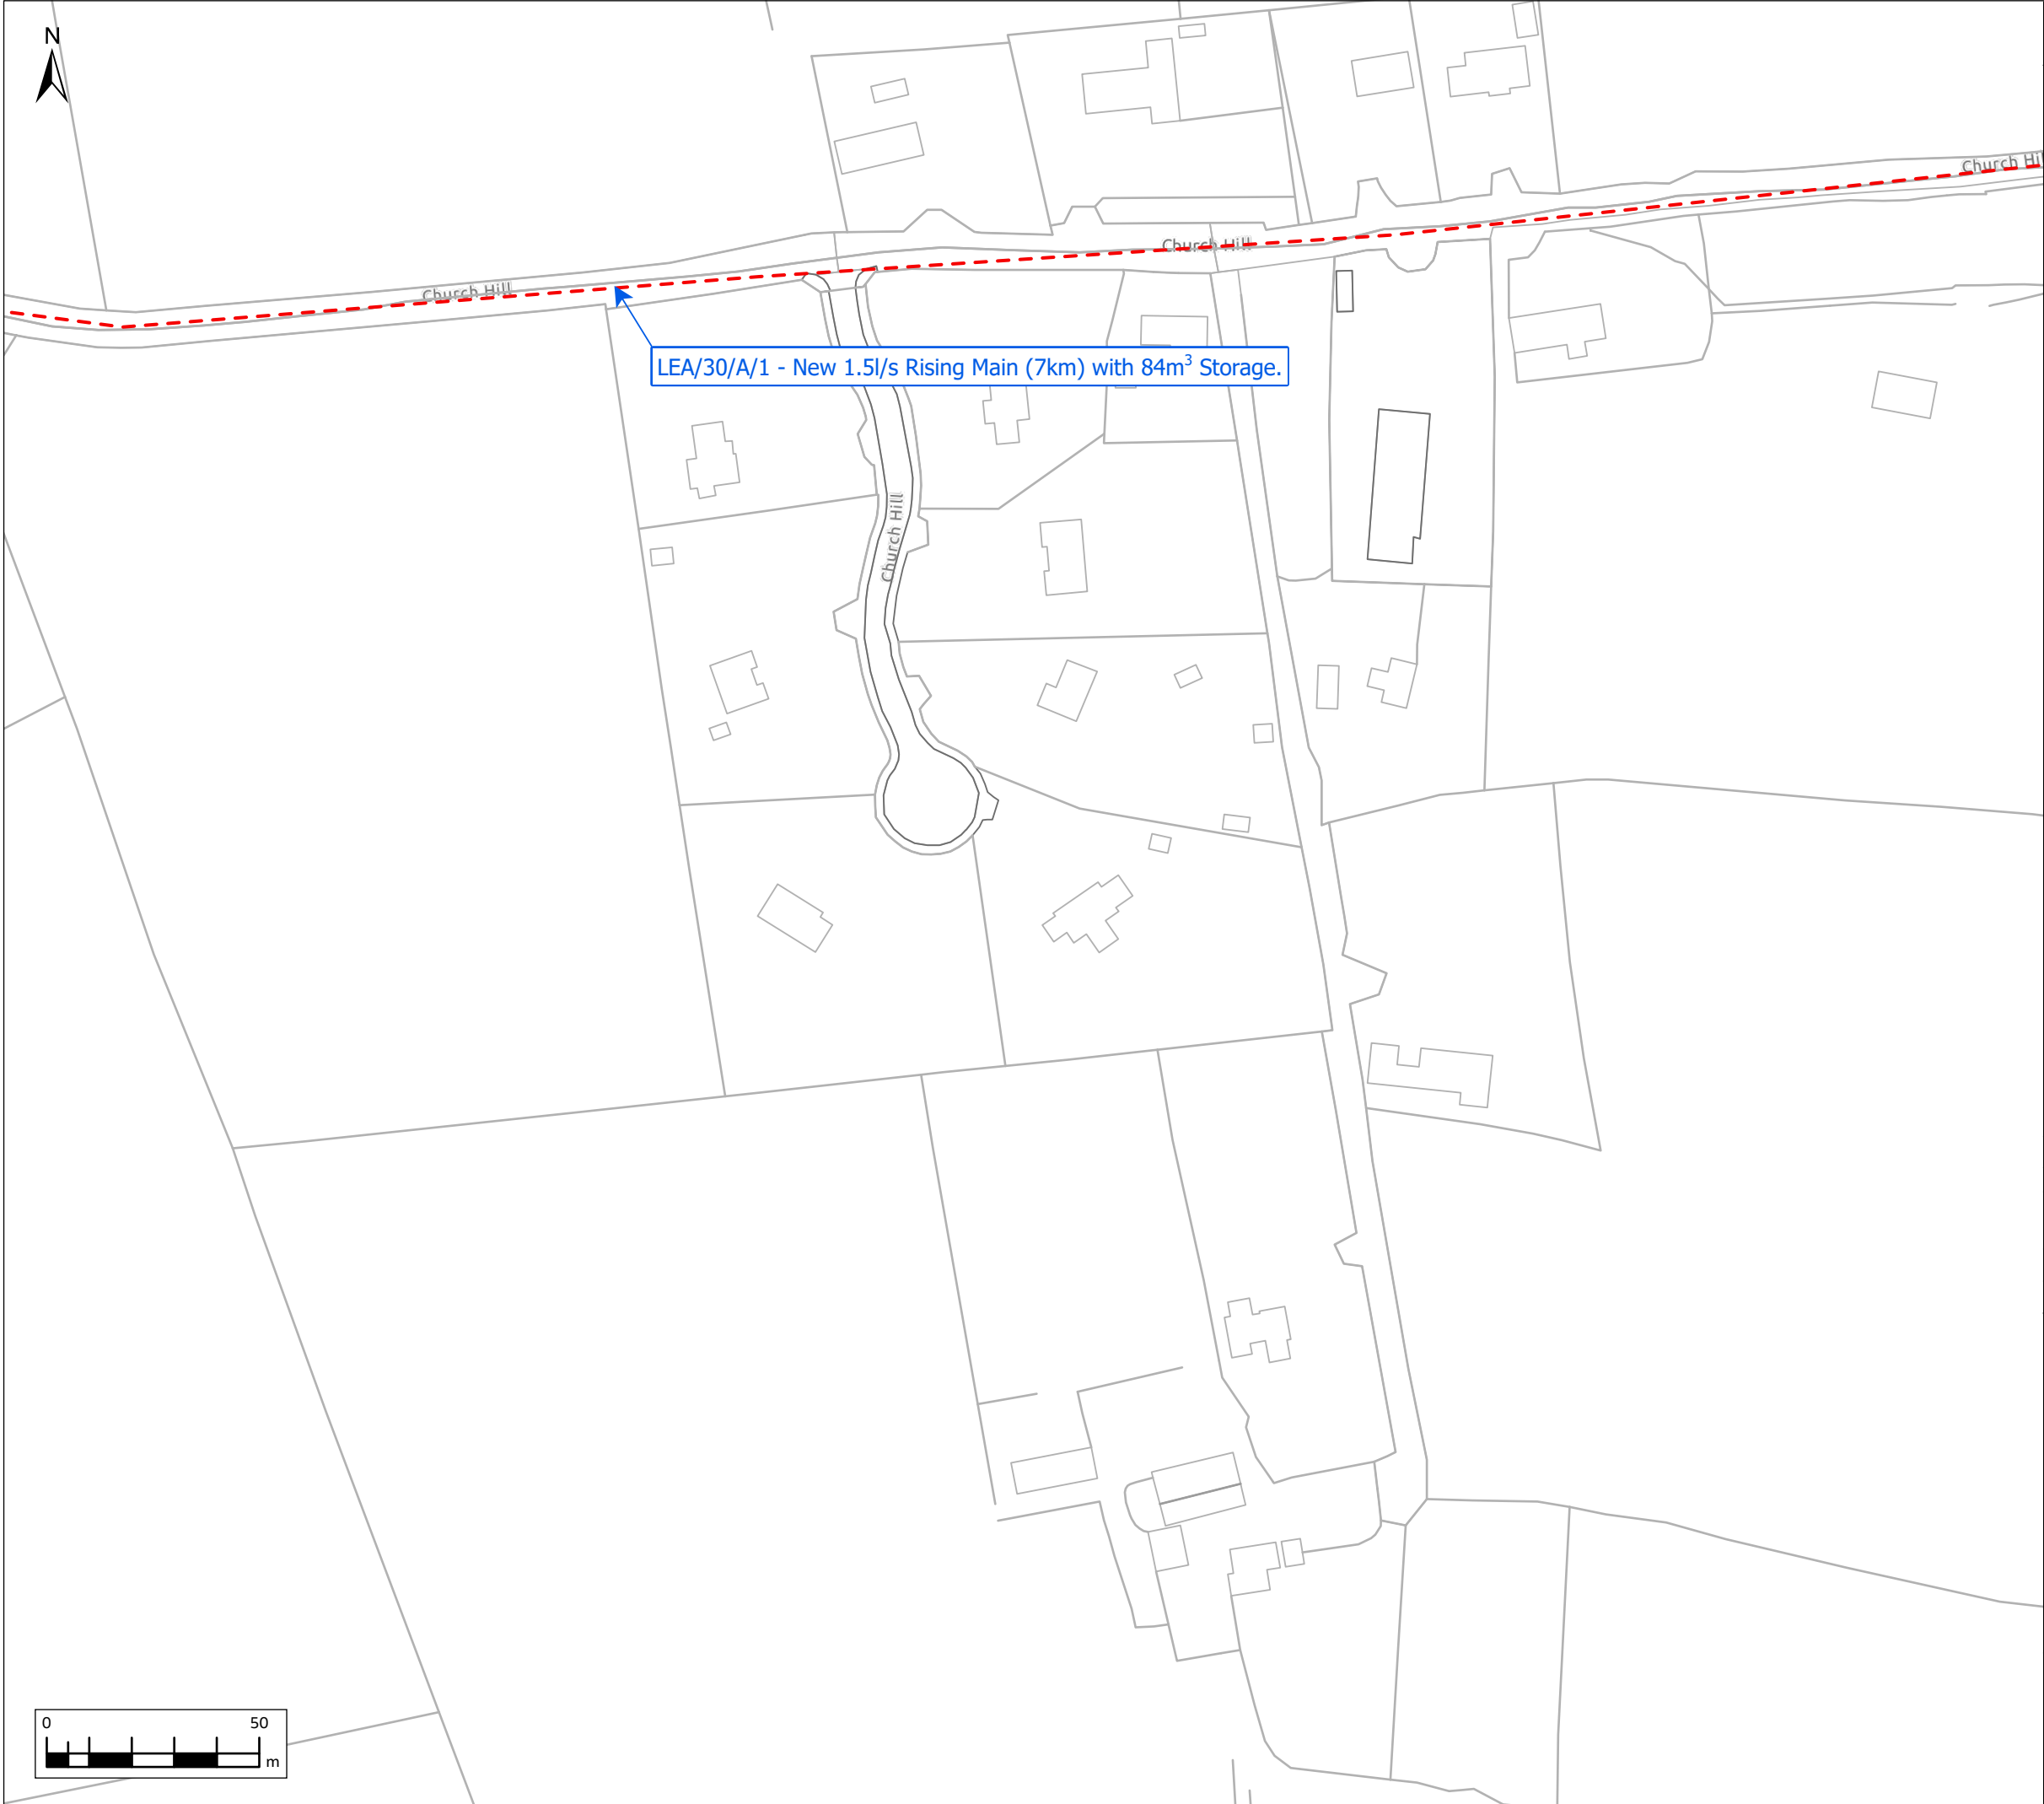 N
Church Hill
Church Hill
Church Hill
LEA/30/A/1 - New 1.5l/s Rising Main (7km) with 84m³ Storage.
Church Hill
0 50
m